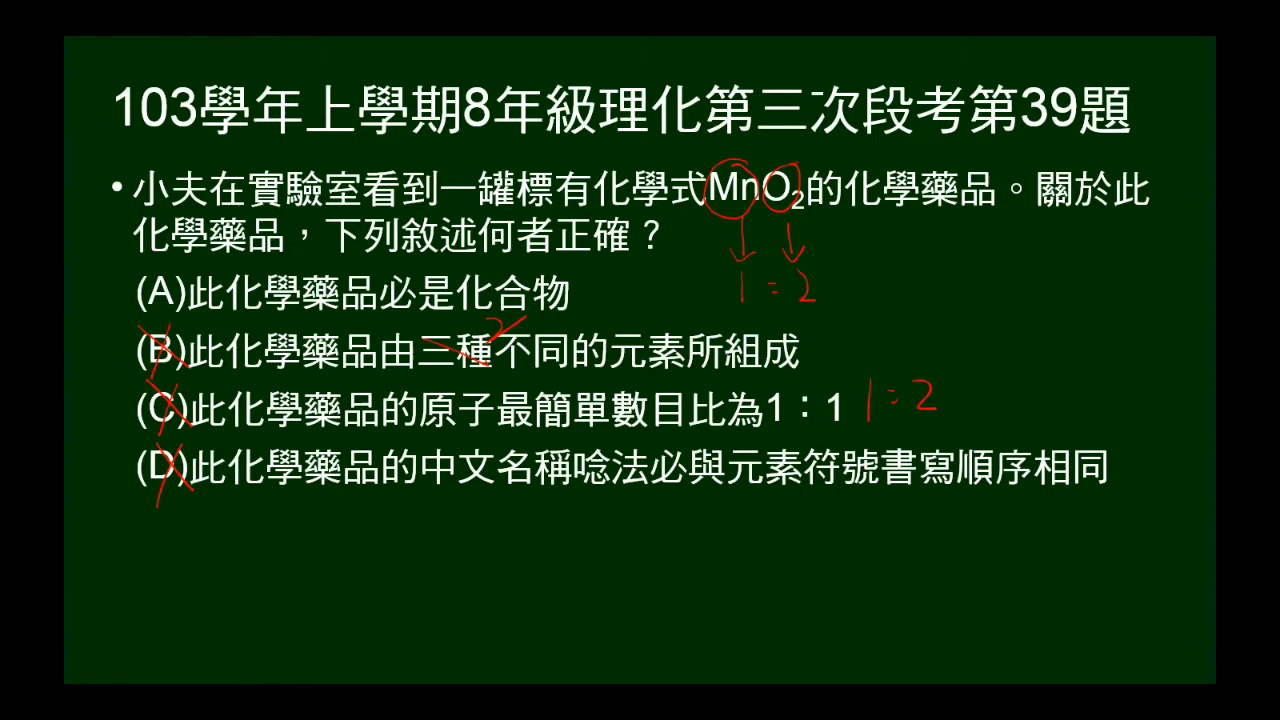 103學年上學期8年級理化第三次段考第39題
•小夫在實驗室看到一罐標有化學式MnO₂的化學藥品。關於此
化學藥品，下列敘述何者正確？
1:2
(A)此化學藥品必是化合物
2
(B)此化學藥品由三種不同的元素所組成
(C)此化學藥品的原子最簡單數目比為1：1 1:2
(D)此化學藥品的中文名稱唸法必與元素符號書寫順序相同